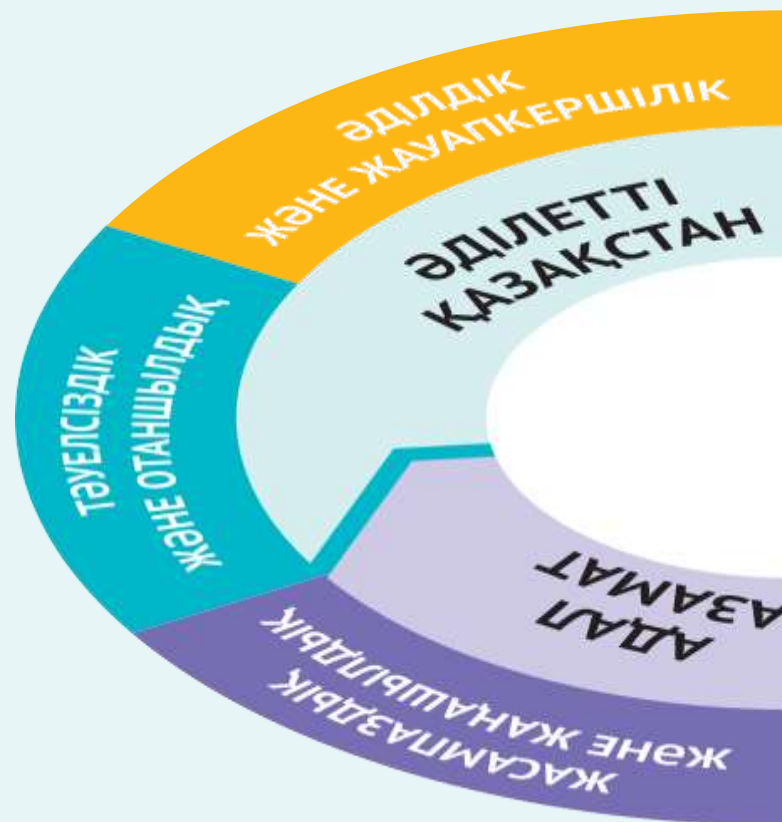 ӘДІЛДІК
ЖӘНЕ ЖАУАПКЕРШІЛІК
ӘДІЛЕТТІ
ҚАЗАҚСТАН
ТӘУЕЛСІЗДІК
ЖӘНЕ ОТАНШЫЛДЫҚ
АДАЛ
АЗАМАТ
ЖАСАМПАЗДЫҚ
ЖӘНЕ ЖАҢАШЫЛДЫҚ